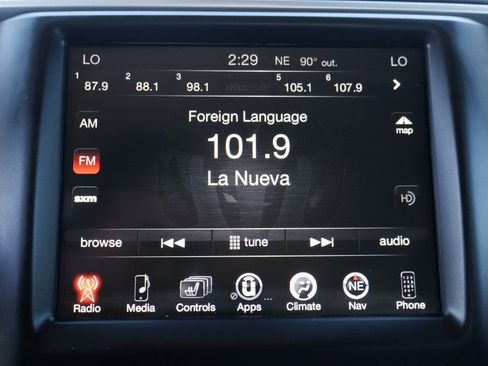 LO 2:29 NE 90° out. LO
1 87.9 2 88.1 3 98.1 5 105.1 6 107.9
Foreign Language
AM
map
101.9
FM
La Nueva
sxm
HD
browse tune audio
Radio Media Controls Apps Climate NE Nav Phone